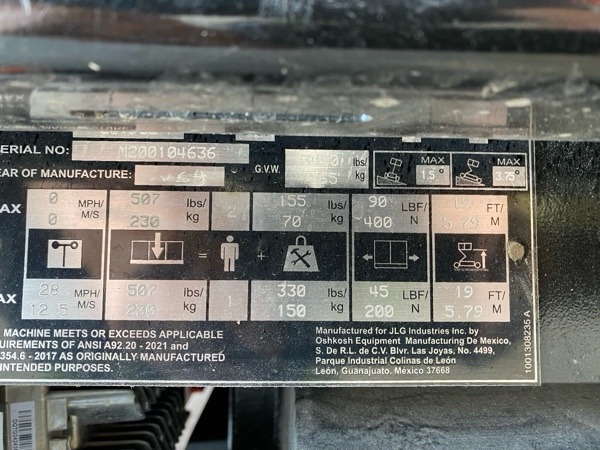 ERIAL NO: M200104636
EAR OF MANUFACTURE:
G.V.W. lbs/ kg
MAX 1.5° MAX 3.75°
AX 0 MPH/ 507 lbs/ 2 155 lbs/ 90 LBF/ 19 FT/
0 M/S 230 kg 70 kg 400 N 5.79 M
= +
28 MPH/ 507 lbs/ 1 330 lbs/ 45 LBF/ 19 FT/
AX 12.5 M/S 230 kg 150 kg 200 N 5.79 M
MACHINE MEETS OR EXCEEDS APPLICABLE
UIREMENTS OF ANSI A92.20 - 2021 and
354.6 - 2017 AS ORIGINALLY MANUFACTURED
INTENDED PURPOSES.
Manufactured for JLG Industries Inc. by
Oshkosh Equipment Manufacturing De Mexico,
S. De R.L. de C.V. Blvr. Las Joyas, No. 4499,
Parque Industrial Colinas de León
León, Guanajuato. México 37668
1001308235 A